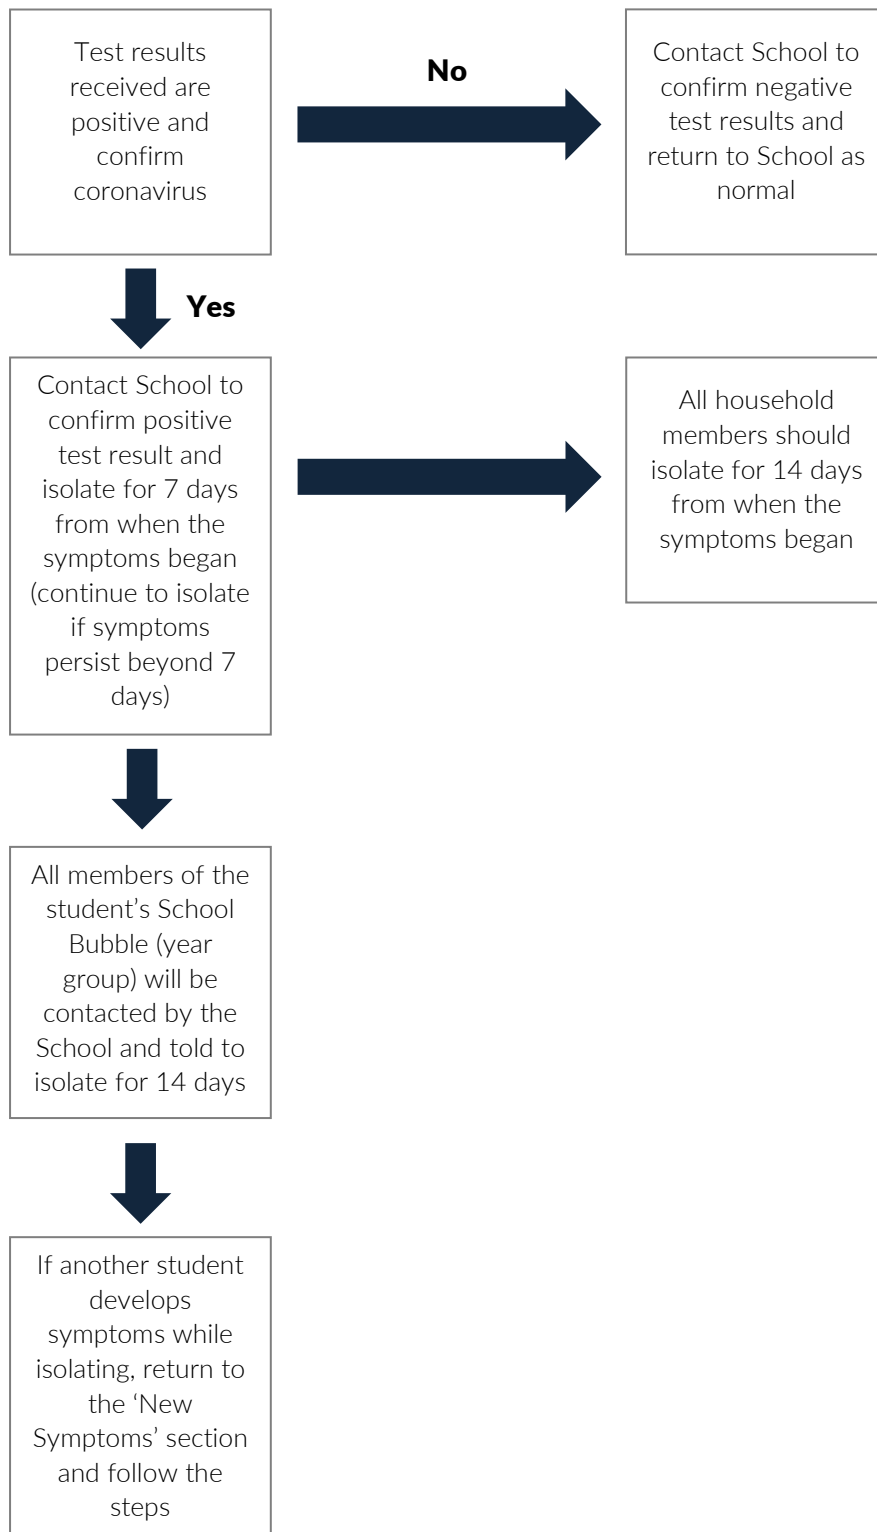 Test results
received are
positive and
confirm
coronavirus
No
Contact School to
confirm negative
test results and
return to School as
normal
Yes
Contact School to
confirm positive
test result and
isolate for 7 days
from when the
symptoms began
(continue to isolate
if symptoms
persist beyond 7
days)
All household
members should
isolate for 14 days
from when the
symptoms began
All members of the
student’s School
Bubble (year
group) will be
contacted by the
School and told to
isolate for 14 days
If another student
develops
symptoms while
isolating, return to
the ‘New
Symptoms’ section
and follow the
steps